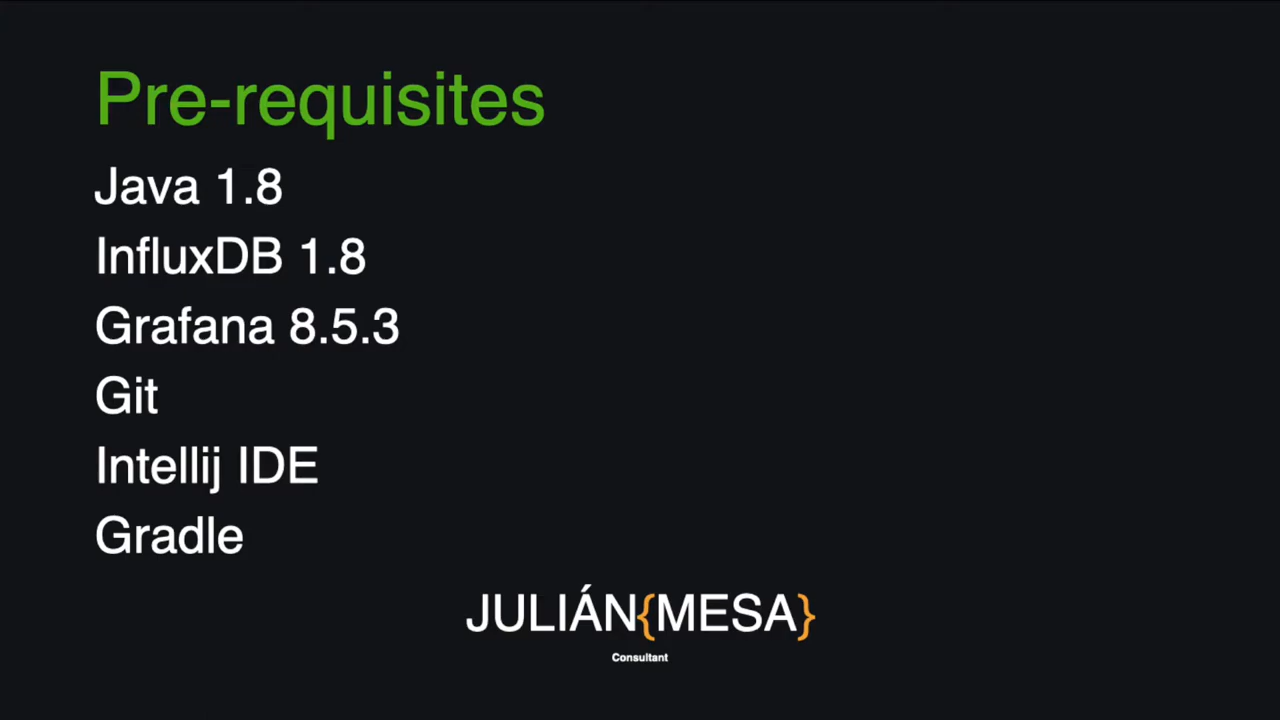 Pre-requisites
Java 1.8
InfluxDB 1.8
Grafana 8.5.3
Git
Intellij IDE
Gradle
JULIÁN{MESA}
Consultant